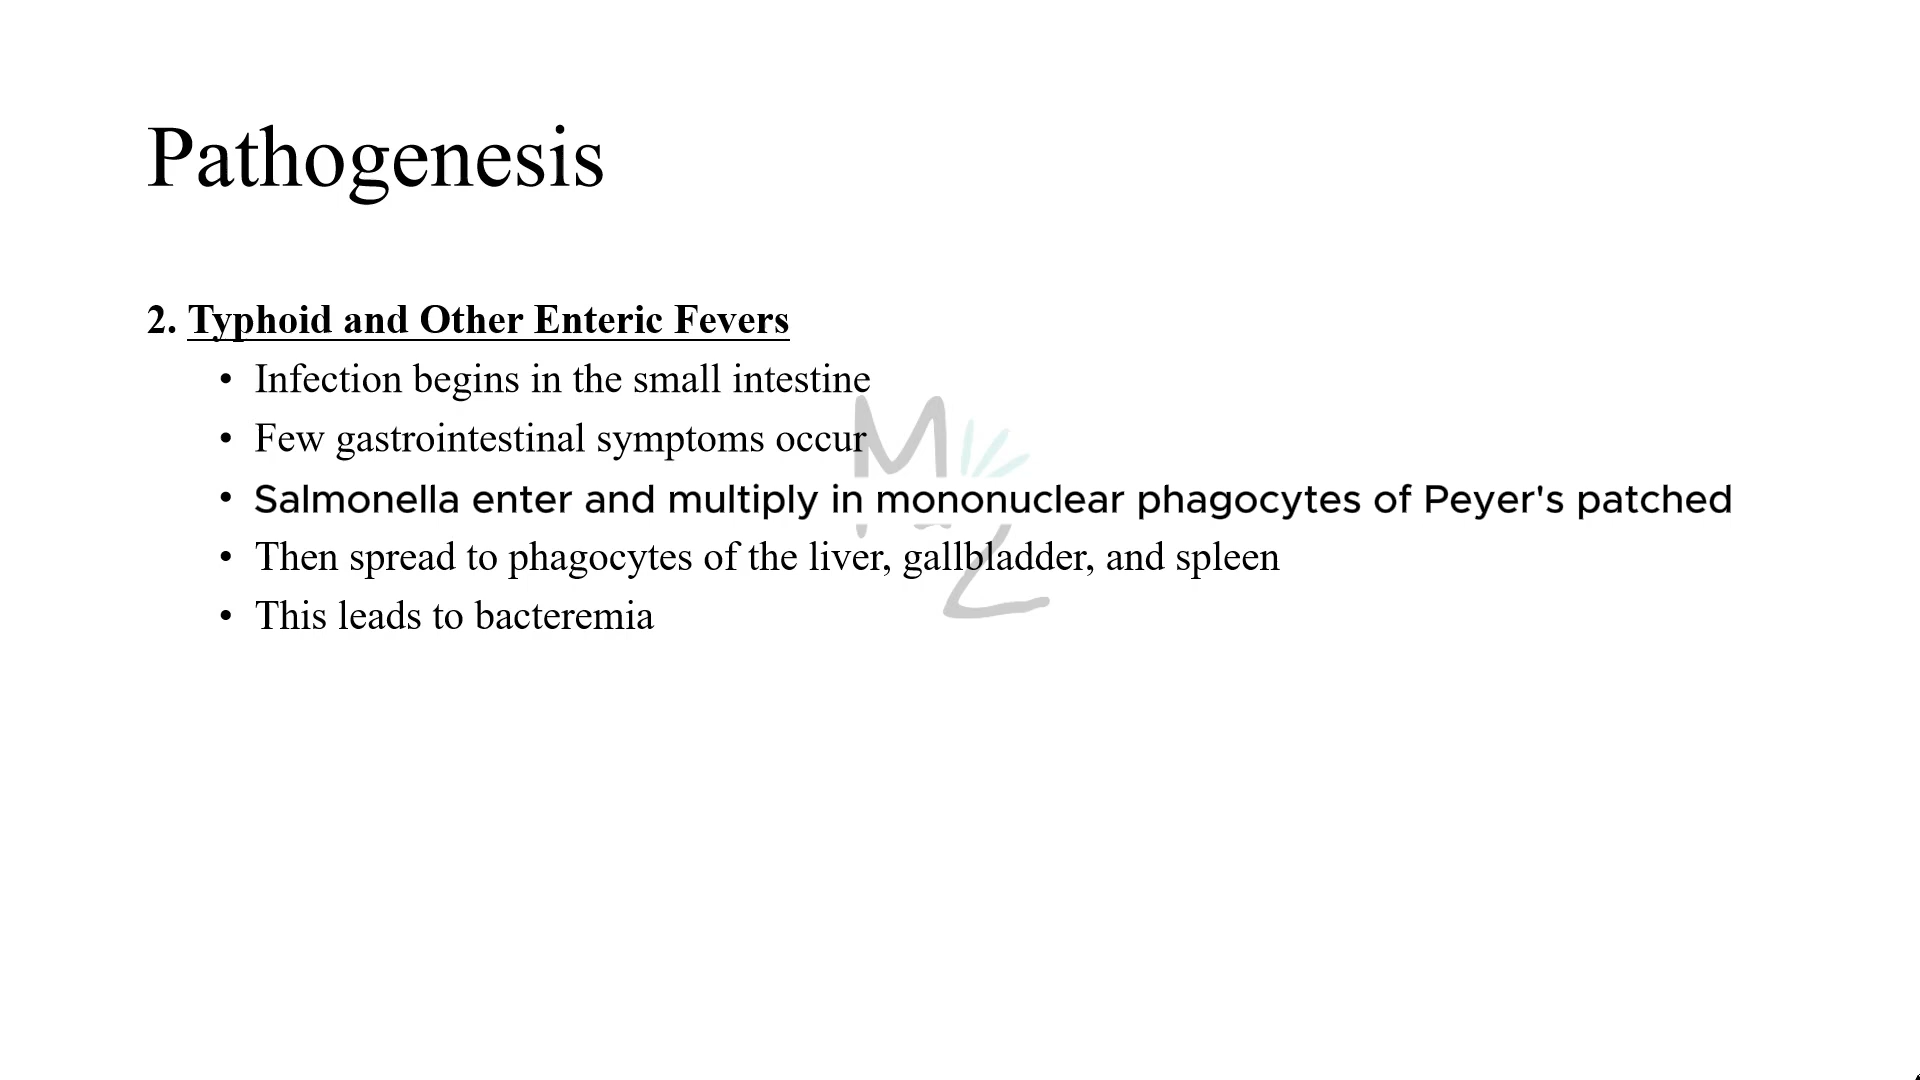 Pathogenesis
2. Typhoid and Other Enteric Fevers
• Infection begins in the small intestine
• Few gastrointestinal symptoms occur
• Salmonella enter and multiply in mononuclear phagocytes of Peyer's patched
• Then spread to phagocytes of the liver, gallbladder, and spleen
• This leads to bacteremia